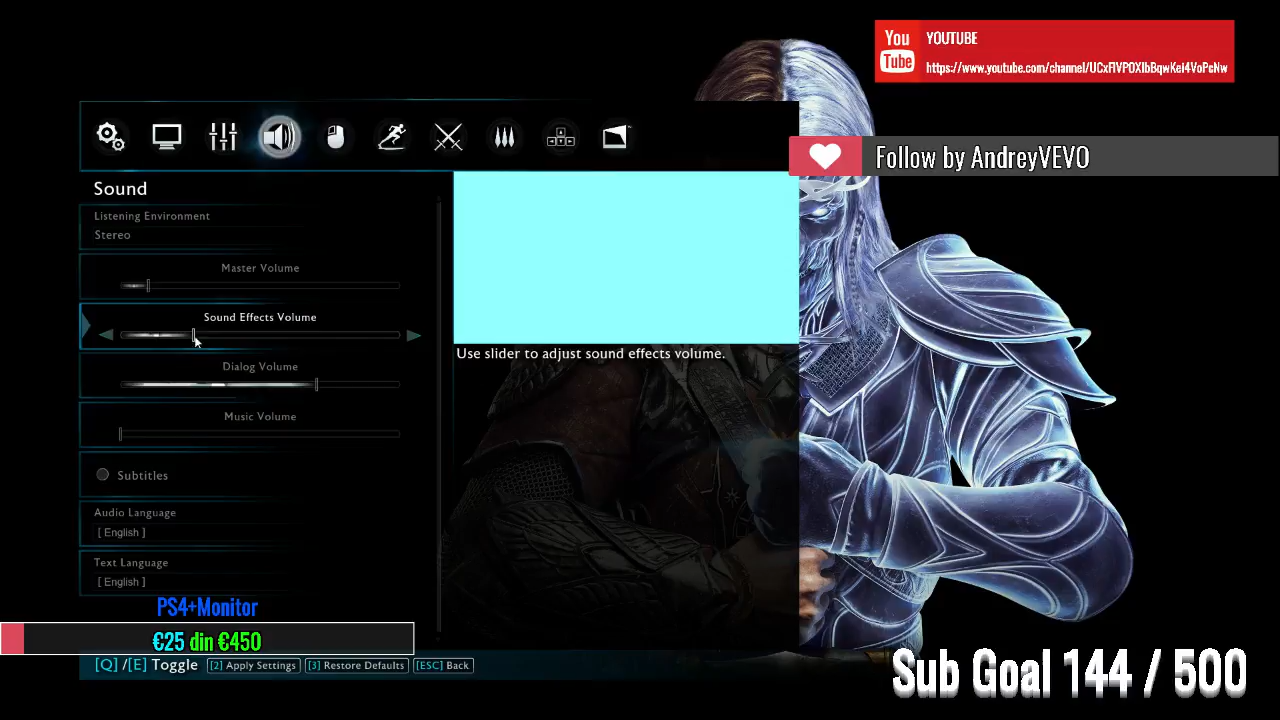 You
Tube
YOUTUBE
https://www.youtube.com/channel/UCxFlVPOXIbBqwKeI4VoPcNw
Follow by AndreyVEVO
Sound
Listening Environment
Stereo
Master Volume
Sound Effects Volume
Use slider to adjust sound effects volume.
Dialog Volume
Music Volume
Subtitles
Audio Language
[ English ]
Text Language
[ English ]
PS4+Monitor
€25 din €450
[Q] /[E] Toggle [2] Apply Settings [3] Restore Defaults [ESC] Back
Sub Goal 144 / 500